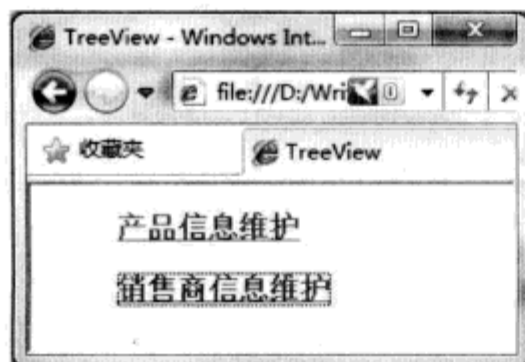 TreeView - Windows Int...
file:///D:/Wri
收藏夹
TreeView
产品信息维护
销售商信息维护